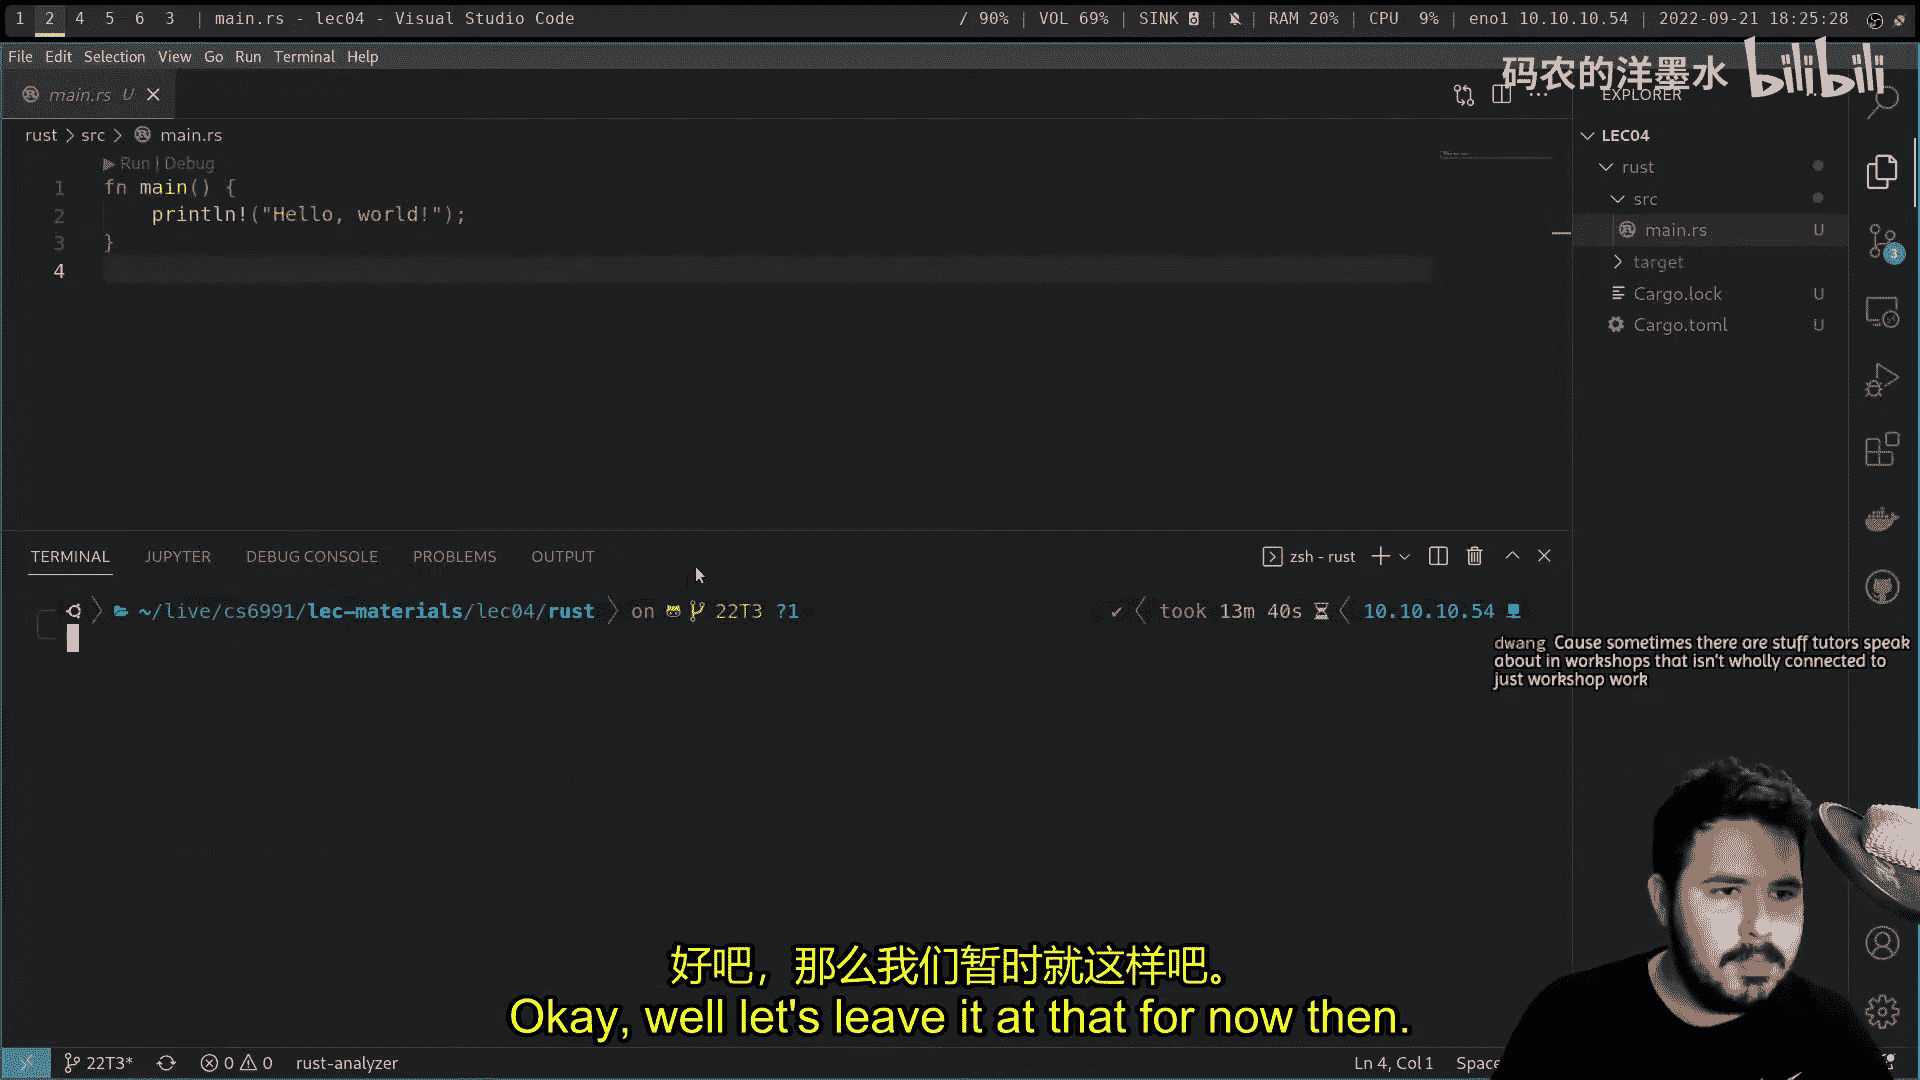 1 2 4 5 6 3 | main.rs - lec04 - Visual Studio Code
/ 90% | VOL 69% | SINK | | RAM 20% | CPU 9% | eno1 10.10.10.54 | 2022-09-21 18:25:28
File Edit Selection View Go Run Terminal Help
码农的洋墨水 bilibili
main.rs U
EXPLORER
rust > src > main.rs
LEC04
Run | Debug
rust
1 fn main() {
src
2 println!("Hello, world!");
main.rs U
3 }
4
target
Cargo.lock U
3
Cargo.toml U
TERMINAL JUPYTER DEBUG CONSOLE PROBLEMS OUTPUT
zsh - rust
~/live/cs6991/lec-materials/lec04/rust on 22T3 ?1
took 13m 40s 10.10.10.54
dwang Cause sometimes there are stuff tutors speak
about in workshops that isn't wholly connected to
just workshop work
好吧，那么我们暂时就这样吧。
Okay, well let's leave it at that for now then.
22T3* 0 0 rust-analyzer
Ln 4, Col 1